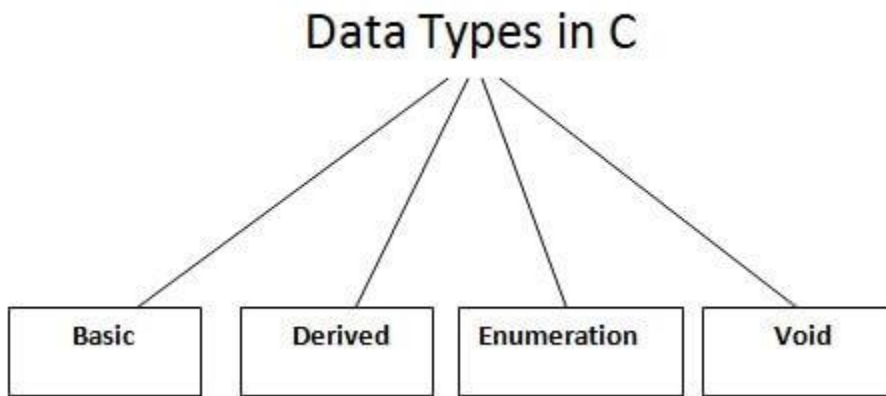 Data Types in C
Basic
Derived
Enumeration
Void